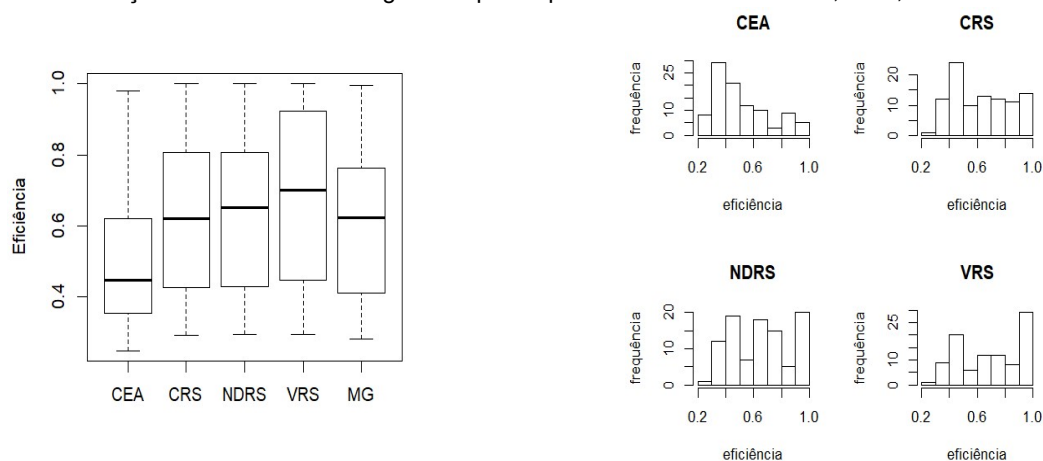 Eficiência
1.0
0.8
0.6
0.4
CEA CRS NDRS VRS MG
CEA
frequência
25
10
0
0.2 0.6 1.0
eficiência
CRS
frequência
20
10
0
0.2 0.6 1.0
eficiência
NDRS
frequência
20
10
0
0.2 0.6 1.0
eficiência
VRS
frequência
25
10
0
0.2 0.6 1.0
eficiência